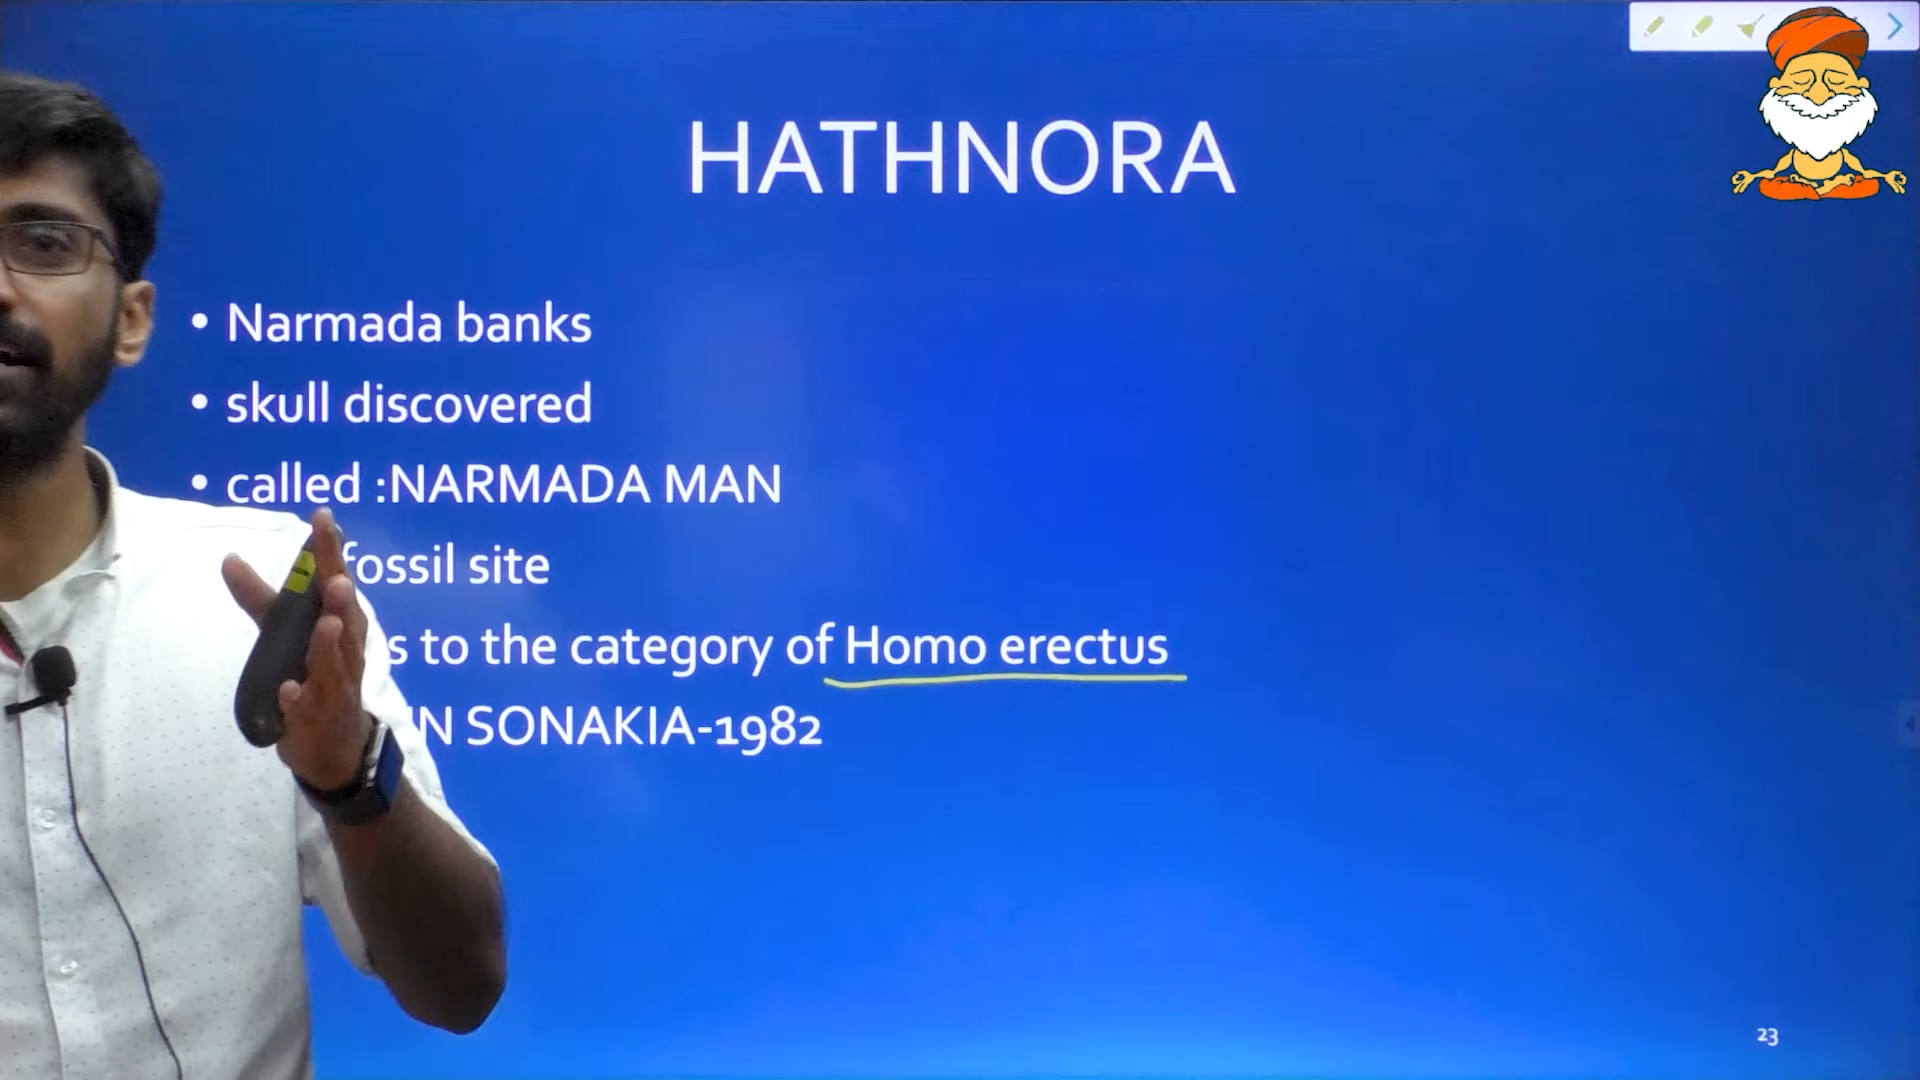 HATHNORA
• Narmada banks
• skull discovered
• called :NARMADA MAN
fossil site
to the category of Homo erectus
SONAKIA-1982
23